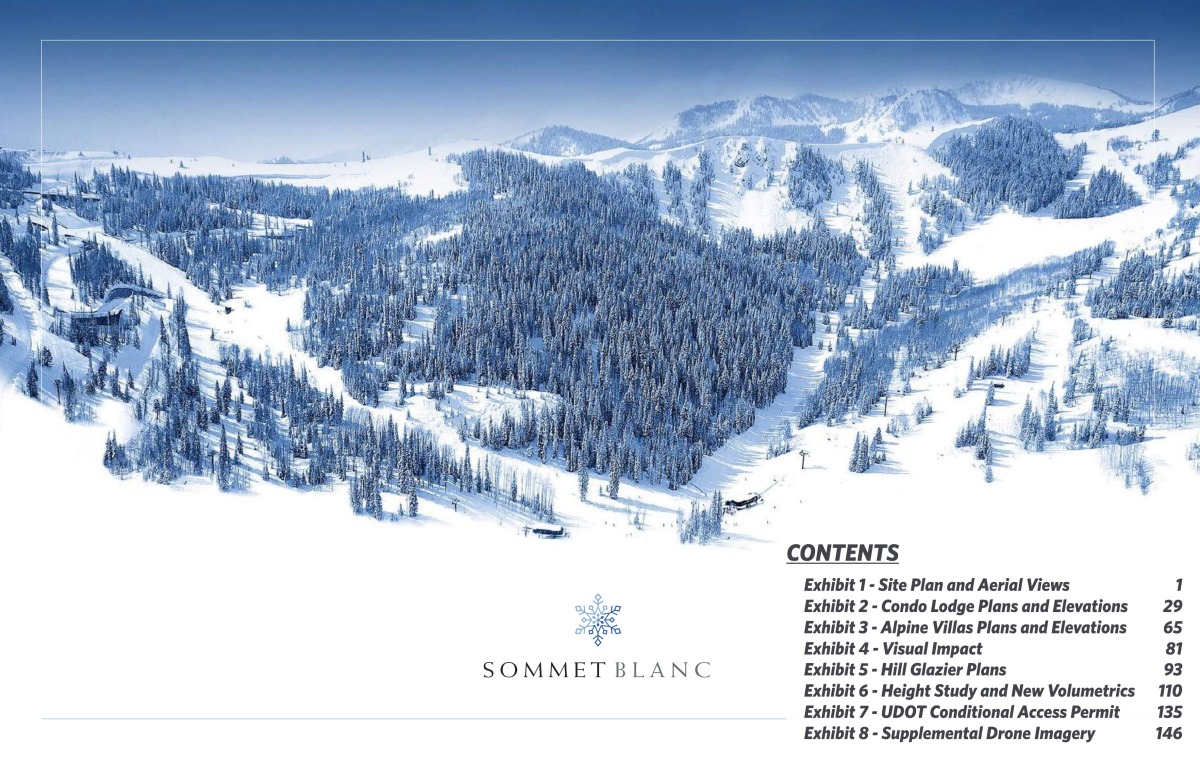 CONTENTS
Exhibit 1 - Site Plan and Aerial Views 1
Exhibit 2 - Condo Lodge Plans and Elevations 29
Exhibit 3 - Alpine Villas Plans and Elevations 65
Exhibit 4 - Visual Impact 81
Exhibit 5 - Hill Glazier Plans 93
Exhibit 6 - Height Study and New Volumetrics 110
Exhibit 7 - UDOT Conditional Access Permit 135
Exhibit 8 - Supplemental Drone Imagery 146
SOMMET BLANC